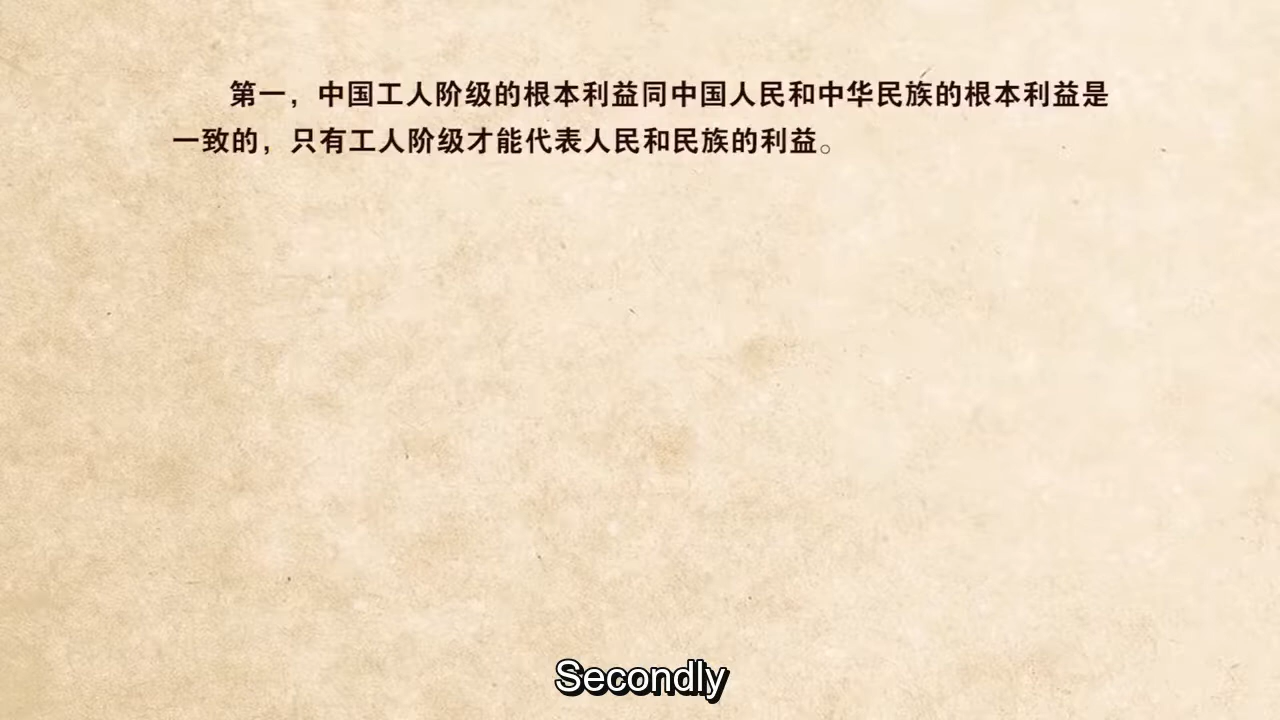 第一，中国工人阶级的根本利益同中国人民和中华民族的根本利益是
一致的，只有工人阶级才能代表人民和民族的利益。
Secondly